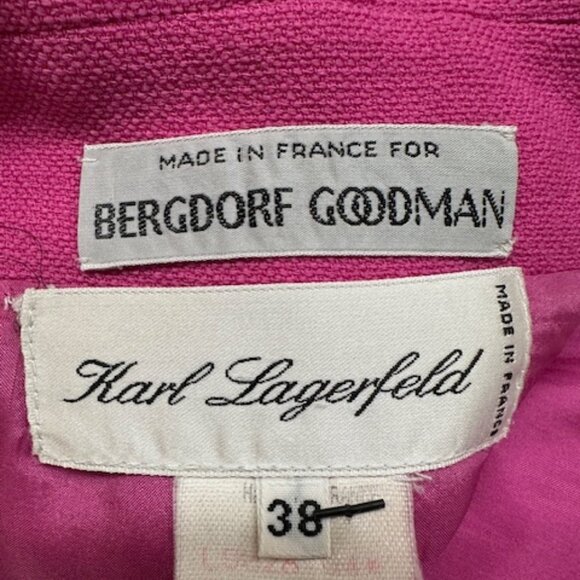 MADE IN FRANCE FOR
BERGDORF GOODMAN
Karl Lagerfeld
MADE IN FRANCE
38